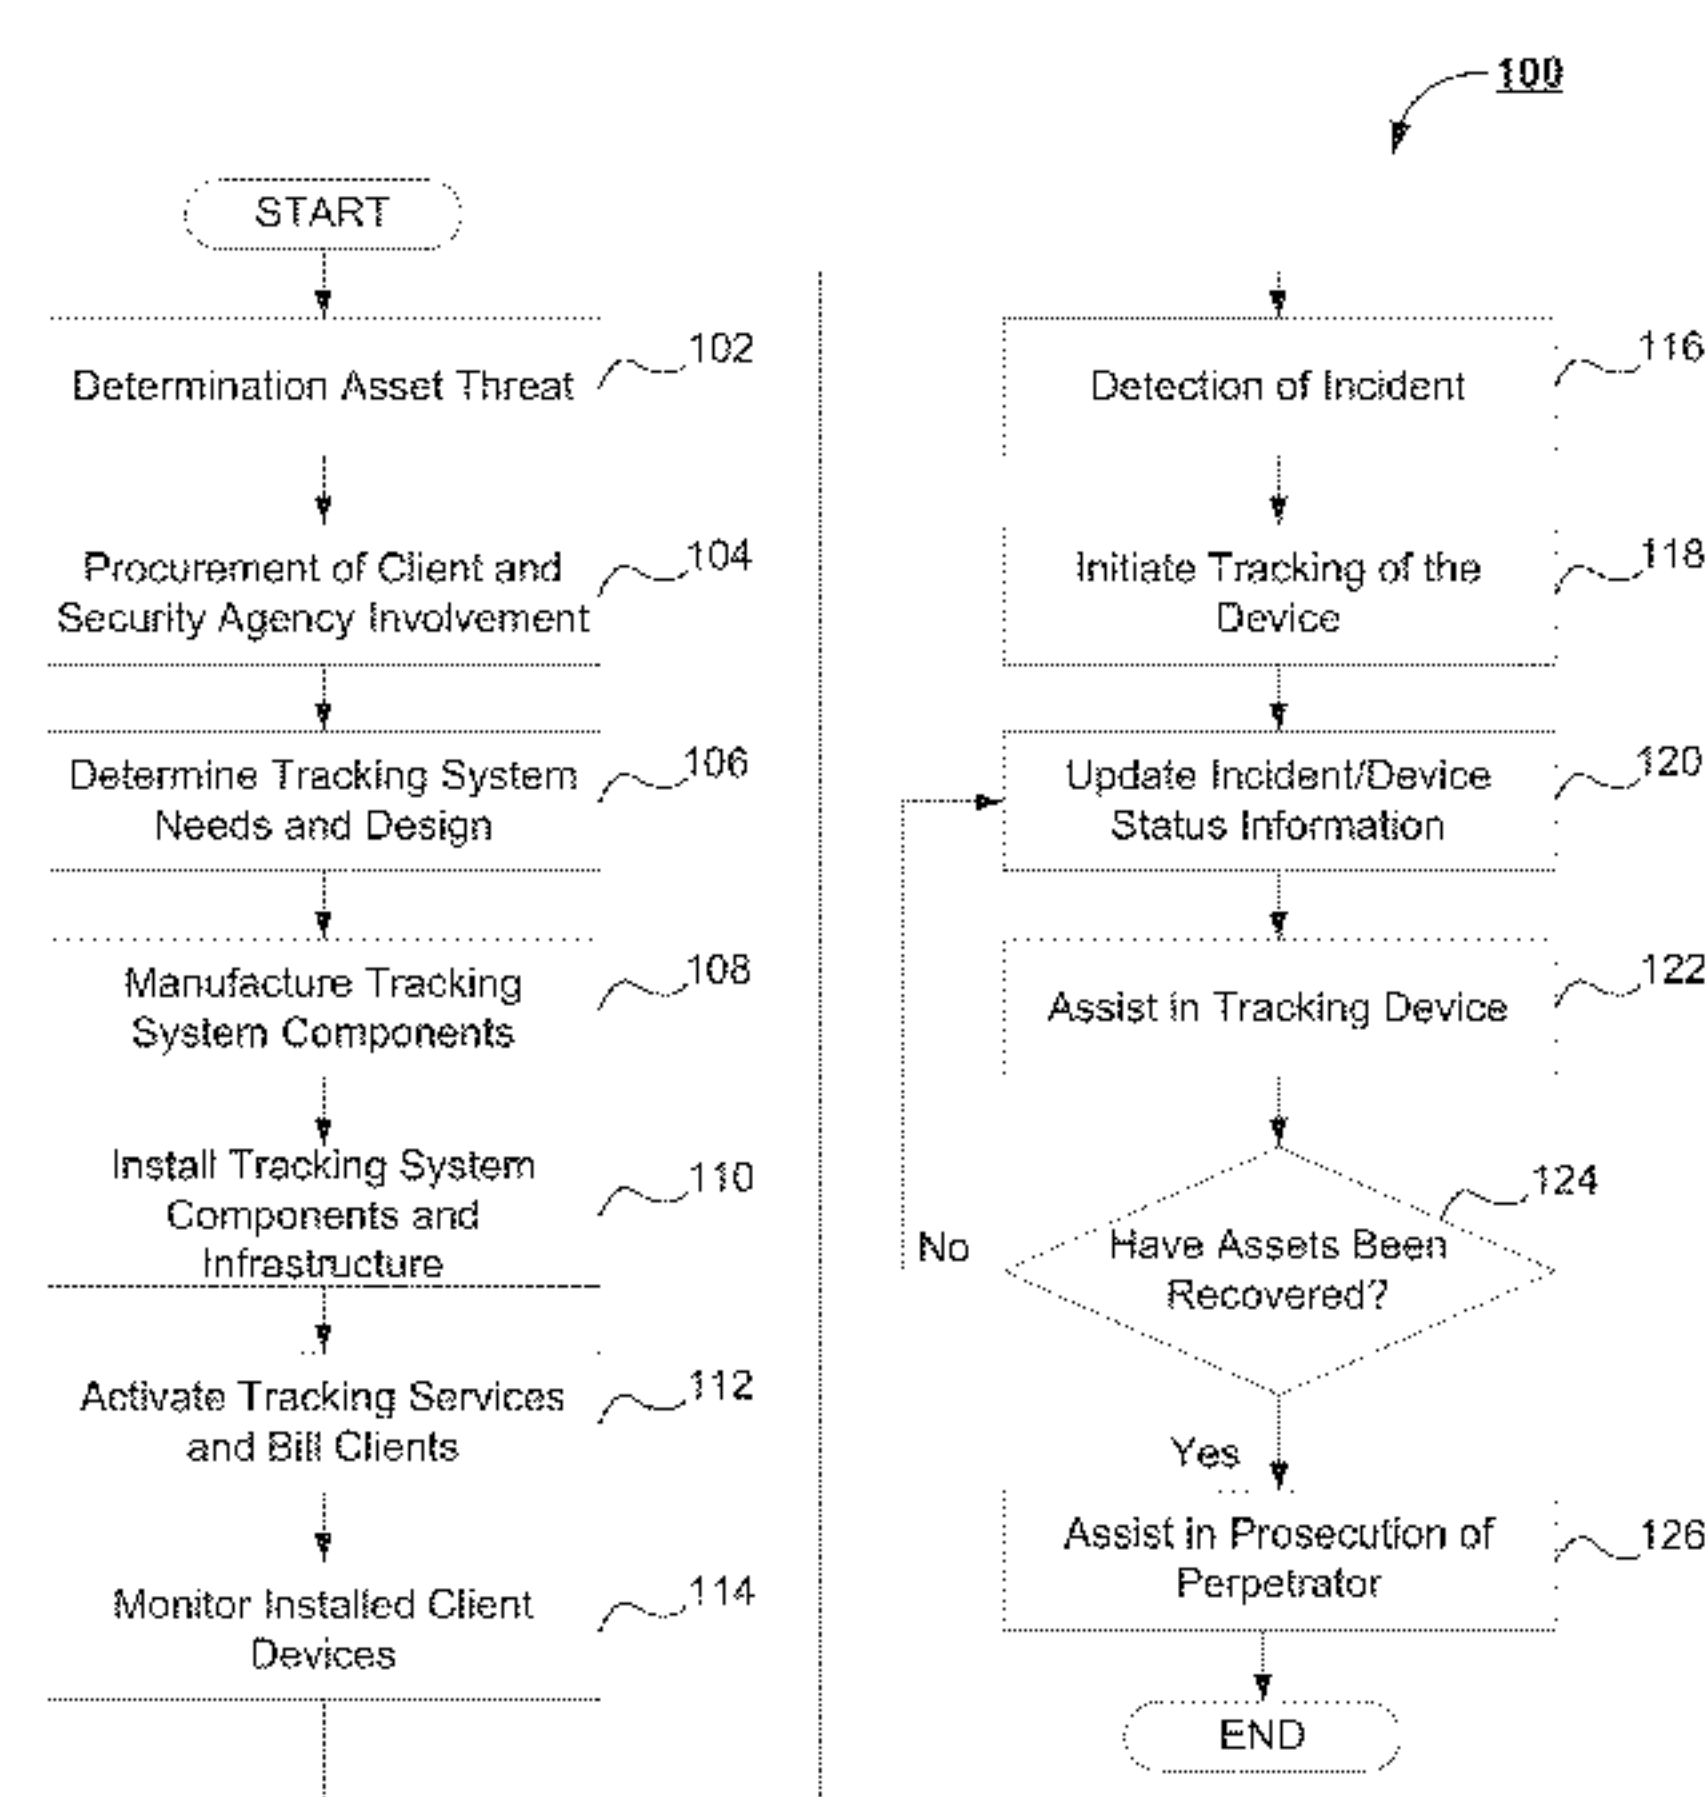 100
START
Determination Asset Threat
102
Procurement of Client and
Security Agency Involvement
104
Determine Tracking System
Needs and Design
106
Manufacture Tracking
System Components
108
Install Tracking System
Components and
Infrastructure
110
Activate Tracking Services
and Bill Clients
112
Monitor Installed Client
Devices
114
Detection of Incident
116
Initiate Tracking of the
Device
118
Update Incident/Device
Status Information
120
Assist in Tracking Device
122
Have Assets Been
Recovered?
124
No
Yes
Assist in Prosecution of
Perpetrator
126
END